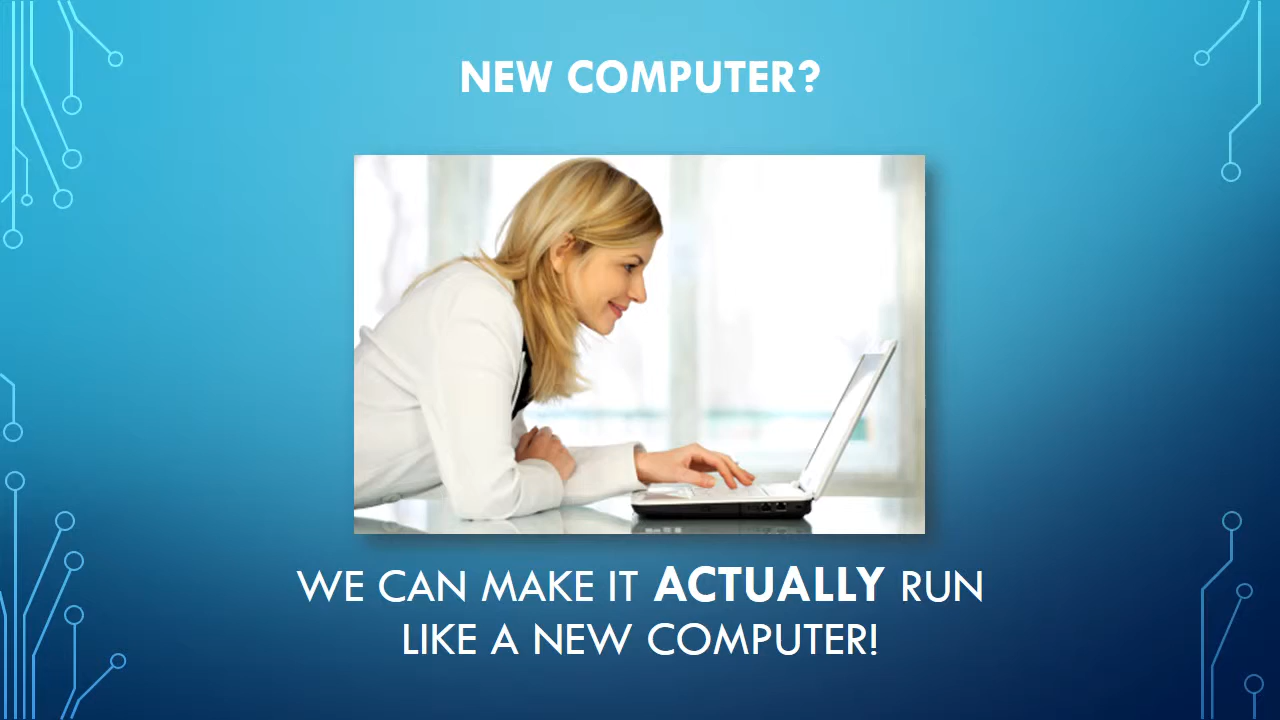 NEW COMPUTER?
WE CAN MAKE IT ACTUALLY RUN
LIKE A NEW COMPUTER!